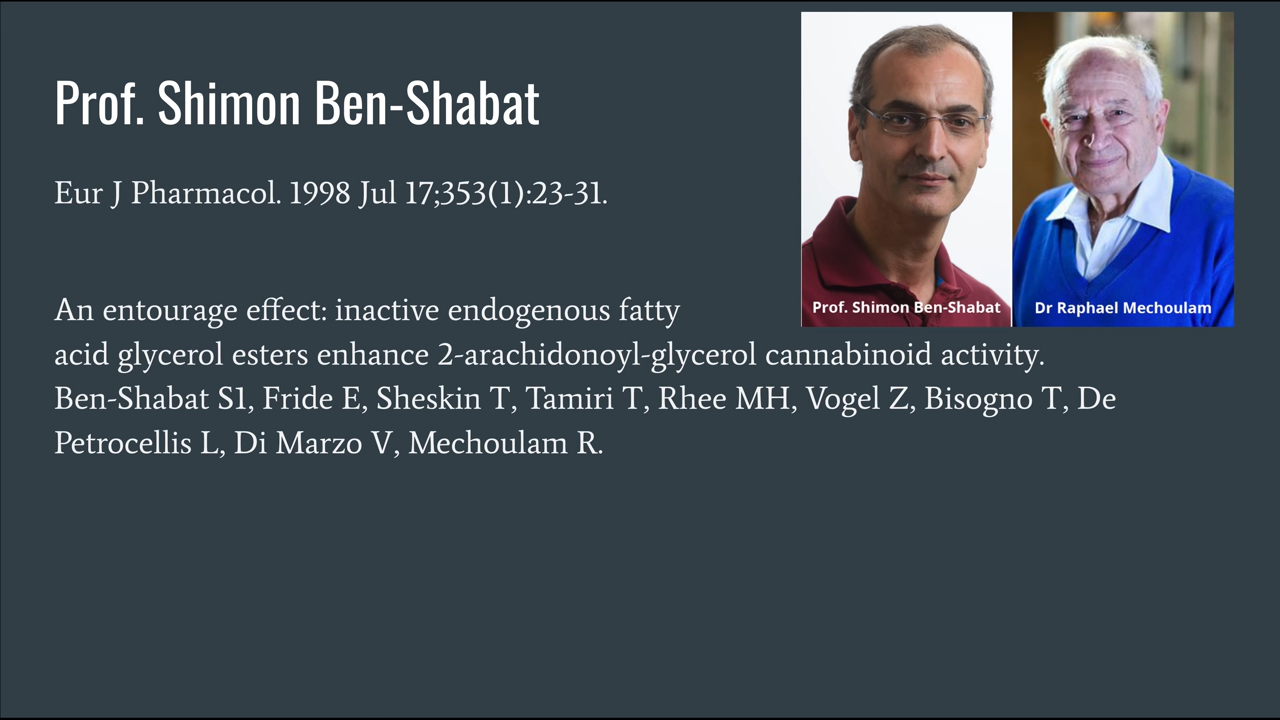 Prof. Shimon Ben-Shabat
Eur J Pharmacol. 1998 Jul 17;353(1):23-31.
An entourage effect: inactive endogenous fatty
acid glycerol esters enhance 2-arachidonoyl-glycerol cannabinoid activity.
Ben-Shabat S1, Fride E, Sheskin T, Tamiri T, Rhee MH, Vogel Z, Bisogno T, De
Petrocellis L, Di Marzo V, Mechoulam R.
Prof. Shimon Ben-Shabat
Dr Raphael Mechoulam